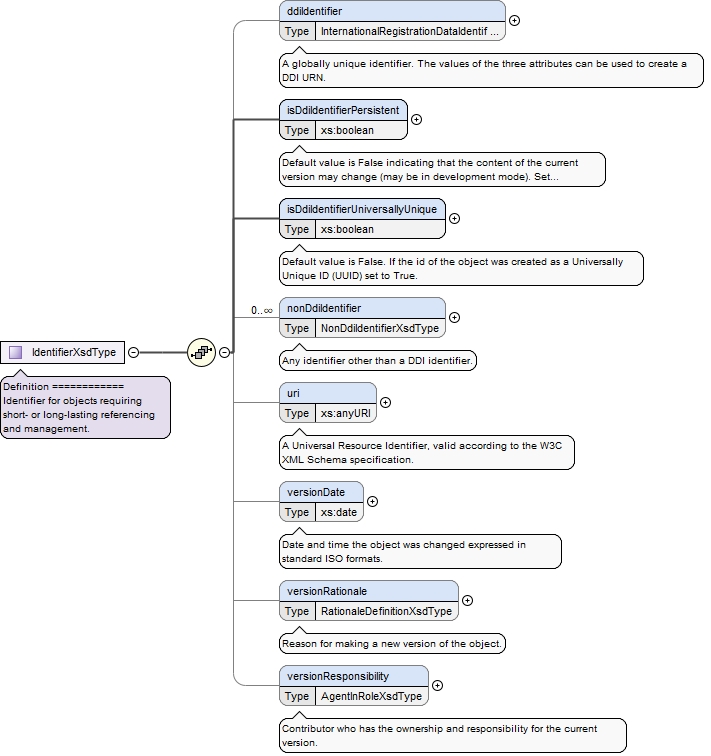 ddiIdentifier
Type InternationalRegistrationDataIdentif ...
A globally unique identifier. The values of the three attributes can be used to create a
DDI URN.
isDdiIdentifierPersistent
Type xs:boolean
Default value is False indicating that the content of the current
version may change (may be in development mode). Set...
isDdiIdentifierUniversallyUnique
Type xs:boolean
Default value is False. If the id of the object was created as a Universally
Unique ID (UUID) set to True.
0..∞
nonDdiIdentifier
Type NonDdiIdentifierXsdType
Any identifier other than a DDI identifier.
IdentifierXsdType
Definition ============
Identifier for objects requiring
short- or long-lasting referencing
and management.
uri
Type xs:anyURI
A Universal Resource Identifier, valid according to the W3C
XML Schema specification.
versionDate
Type xs:date
Date and time the object was changed expressed in
standard ISO formats.
versionRationale
Type RationaleDefinitionXsdType
Reason for making a new version of the object.
versionResponsibility
Type AgentInRoleXsdType
Contributor who has the ownership and responsibility for the current
version.